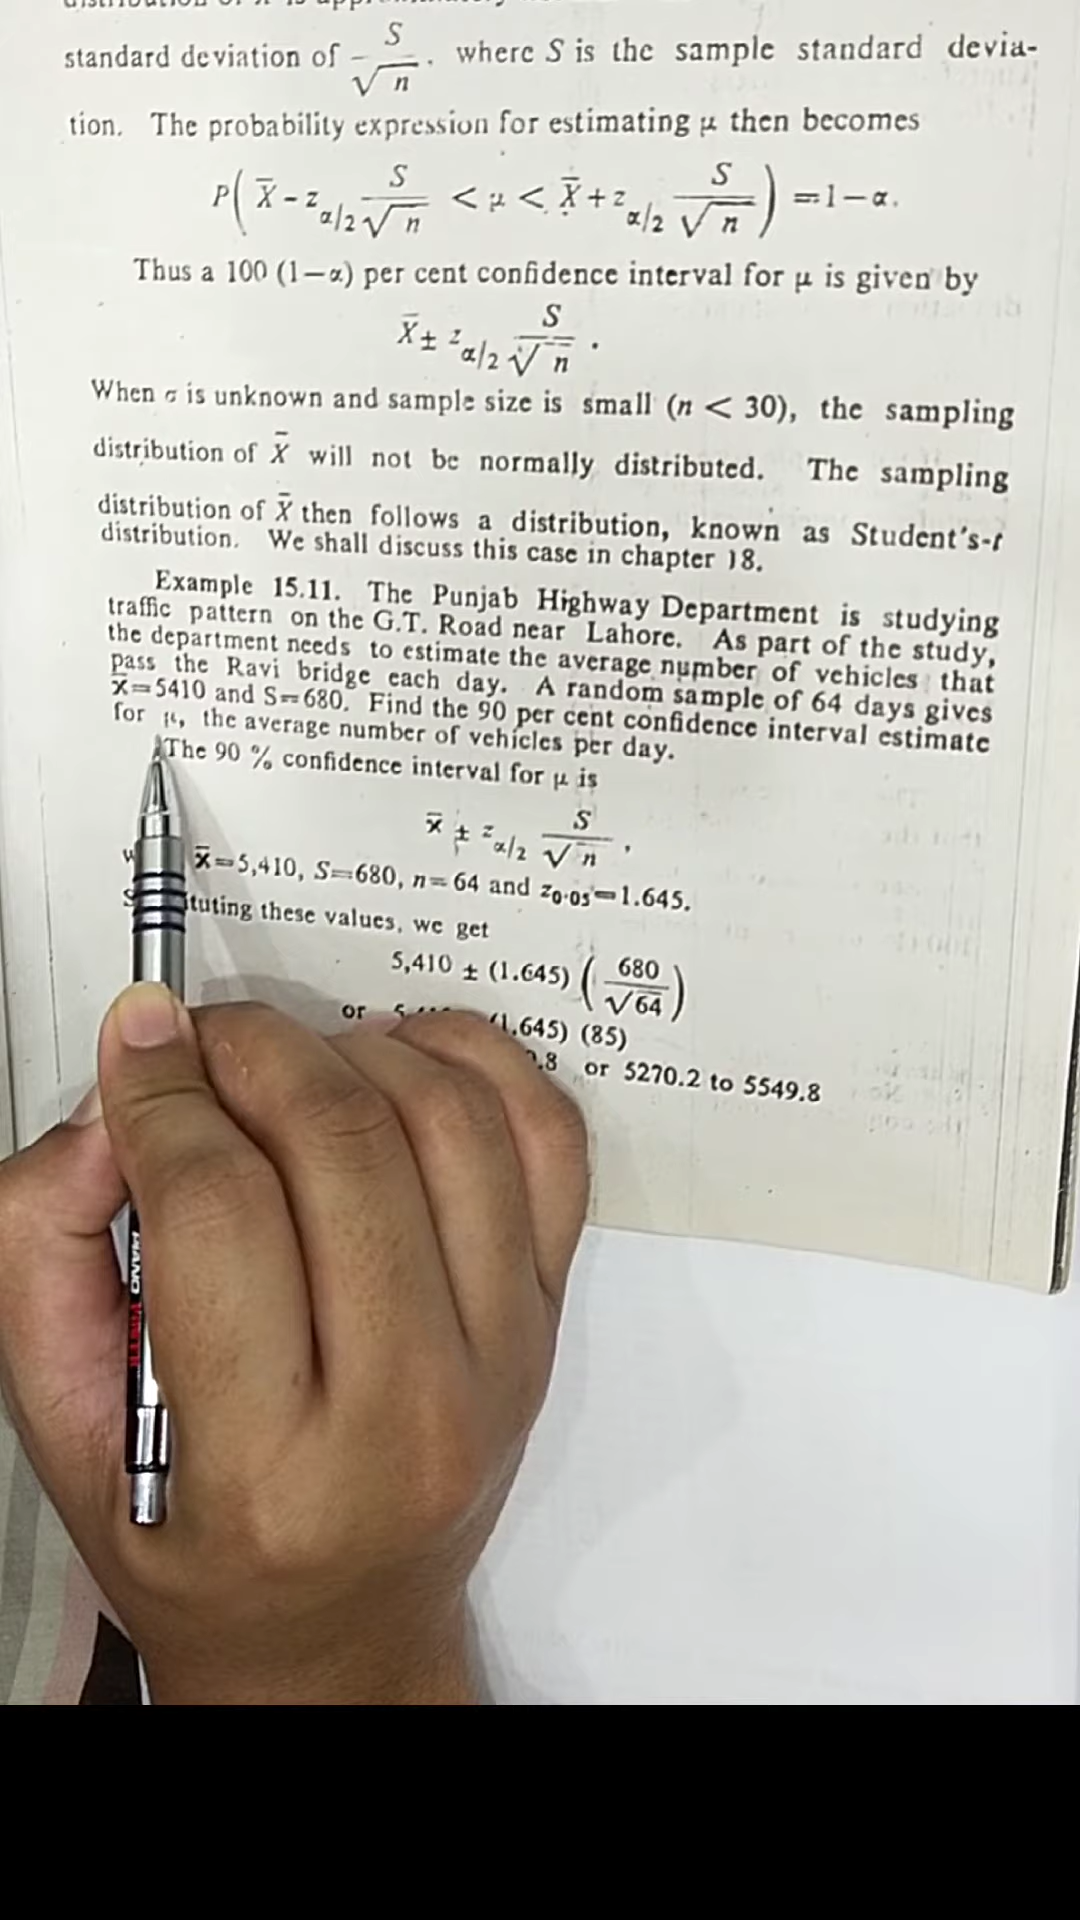 standard deviation of S/√n, where S is the sample standard devia-
tion. The probability expression for estimating μ then becomes
P( X̄ - z α/2 S/√n < μ < X̄ + z α/2 S/√n ) = 1 - α.
Thus a 100 (1-α) per cent confidence interval for μ is given by
X̄ ± z α/2 S/√n .
When σ is unknown and sample size is small (n < 30), the sampling
distribution of X̄ will not be normally distributed. The sampling
distribution of X̄ then follows a distribution, known as Student's-t
distribution. We shall discuss this case in chapter 18.
Example 15.11. The Punjab Highway Department is studying
traffic pattern on the G.T. Road near Lahore. As part of the study,
the department needs to estimate the average number of vehicles that
pass the Ravi bridge each day. A random sample of 64 days gives
x̄=5410 and S=680. Find the 90 per cent confidence interval estimate
for μ, the average number of vehicles per day.
The 90 % confidence interval for μ is
x̄ ± z α/2 S/√n ,
x̄=5,410, S=680, n=64 and z0·05=1.645.
tuting these values, we get
5,410 ± (1.645) ( 680/√64 )
or (1.645) (85)
.8 or 5270.2 to 5549.8